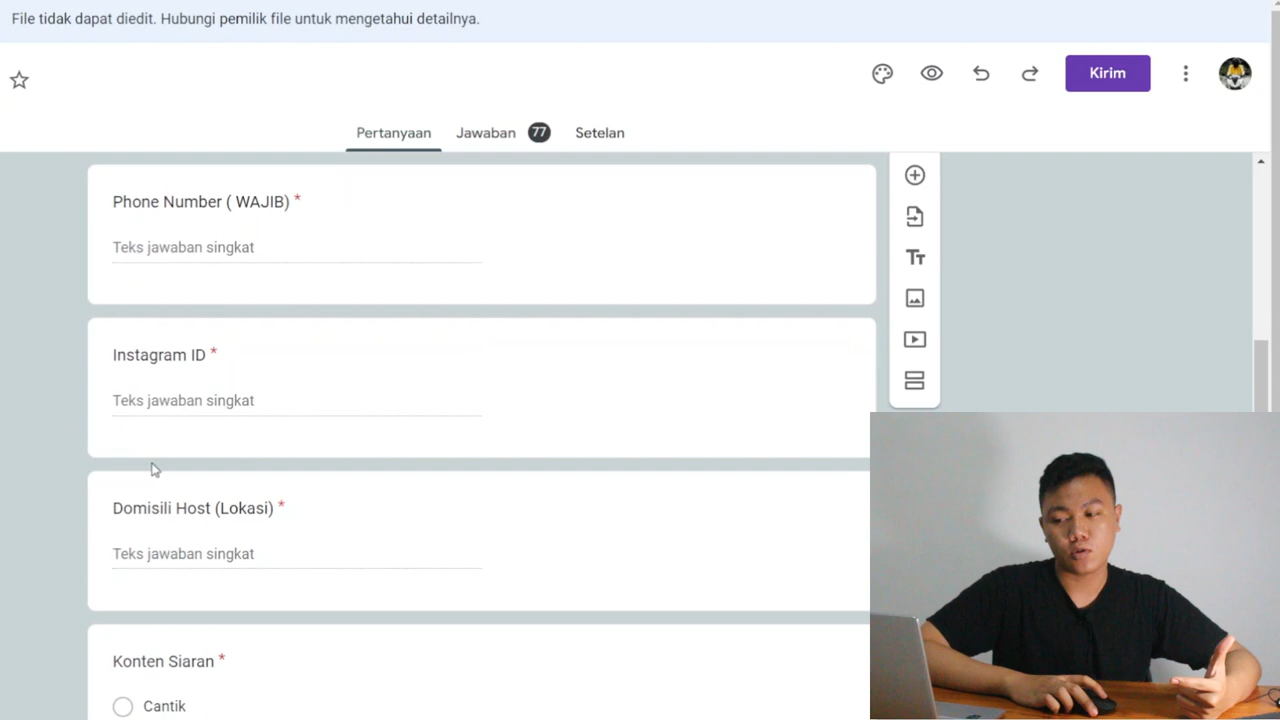 File tidak dapat diedit. Hubungi pemilik file untuk mengetahui detailnya.
Kirim
Pertanyaan Jawaban 77 Setelan
Phone Number ( WAJIB) *
Teks jawaban singkat
Instagram ID *
Teks jawaban singkat
Domisili Host (Lokasi) *
Teks jawaban singkat
Konten Siaran *
Cantik